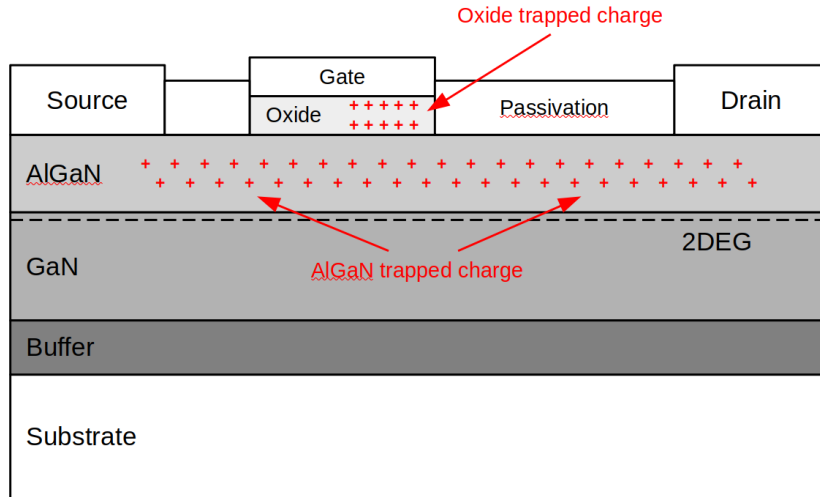 Oxide trapped charge
Gate
Source
Oxide
Passivation
Drain
AlGaN
2DEG
GaN
AlGaN trapped charge
Buffer
Substrate